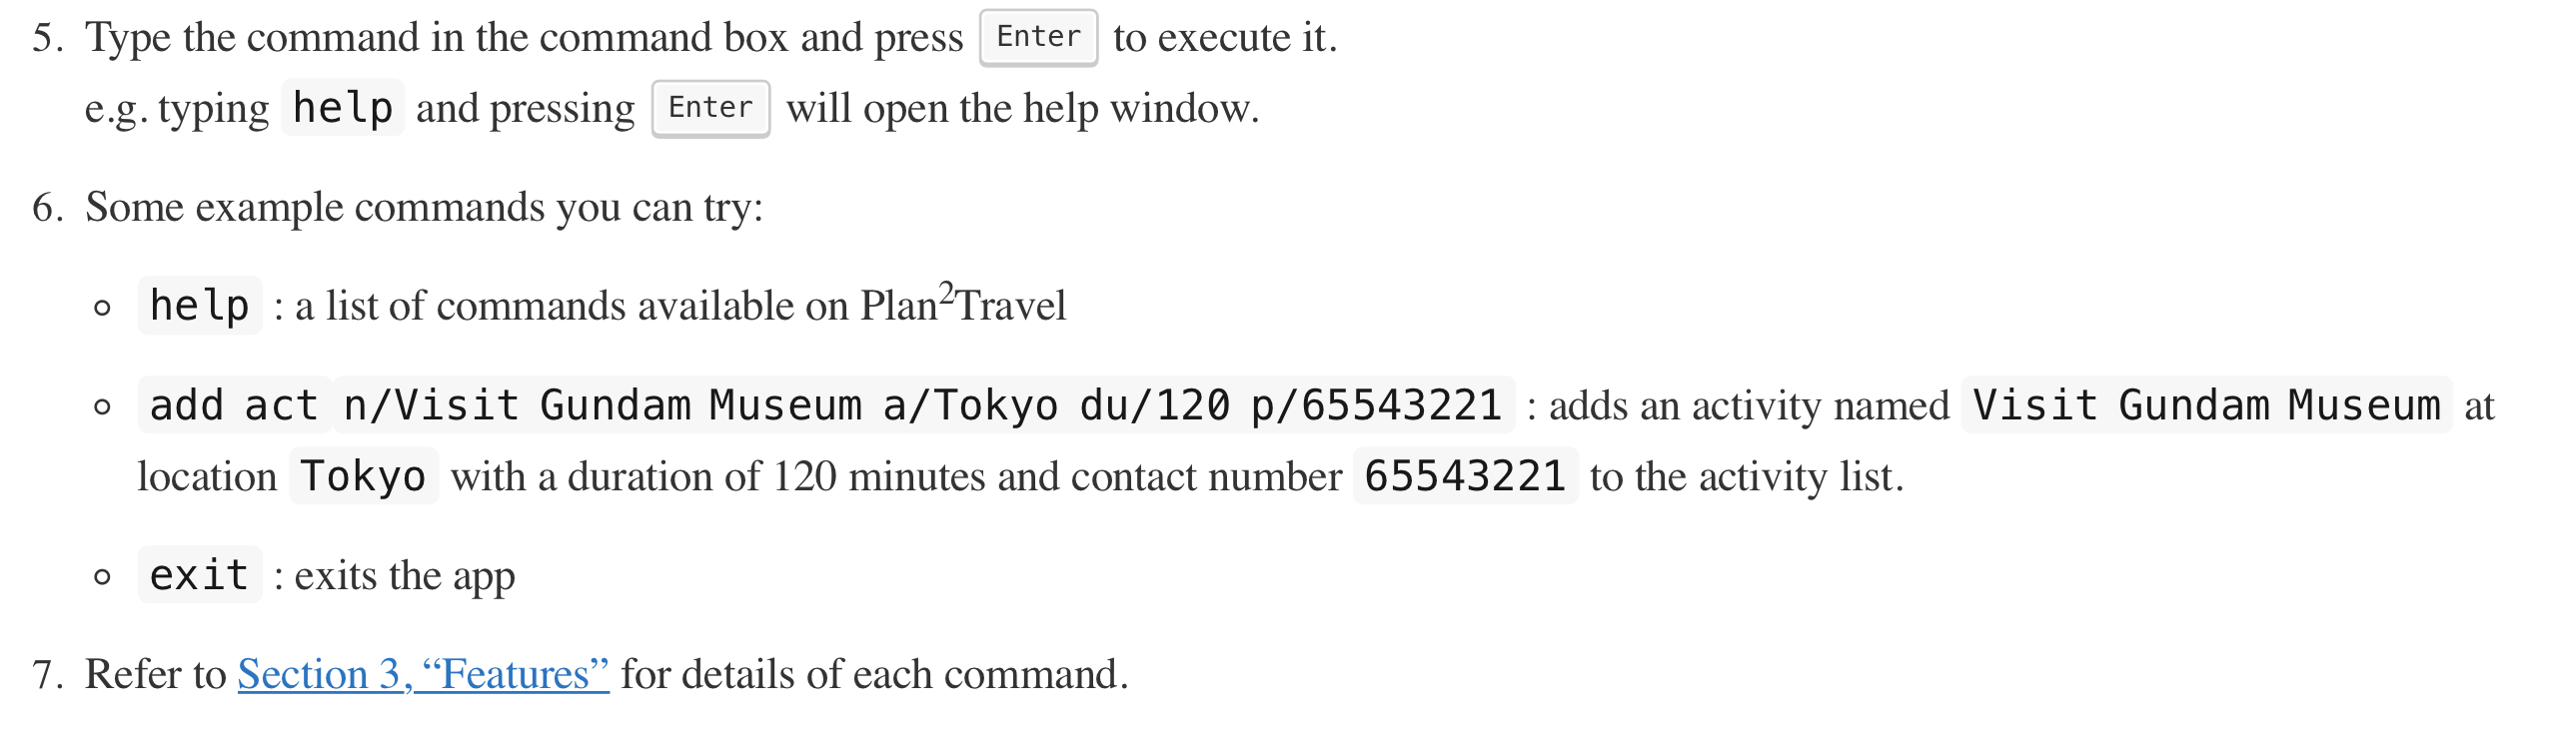 5. Type the command in the command box and press Enter to execute it.
e.g. typing help and pressing Enter will open the help window.
6. Some example commands you can try:
help : a list of commands available on Plan²Travel
add act n/Visit Gundam Museum a/Tokyo du/120 p/65543221 : adds an activity named Visit Gundam Museum at
location Tokyo with a duration of 120 minutes and contact number 65543221 to the activity list.
exit : exits the app
7. Refer to Section 3, “Features” for details of each command.